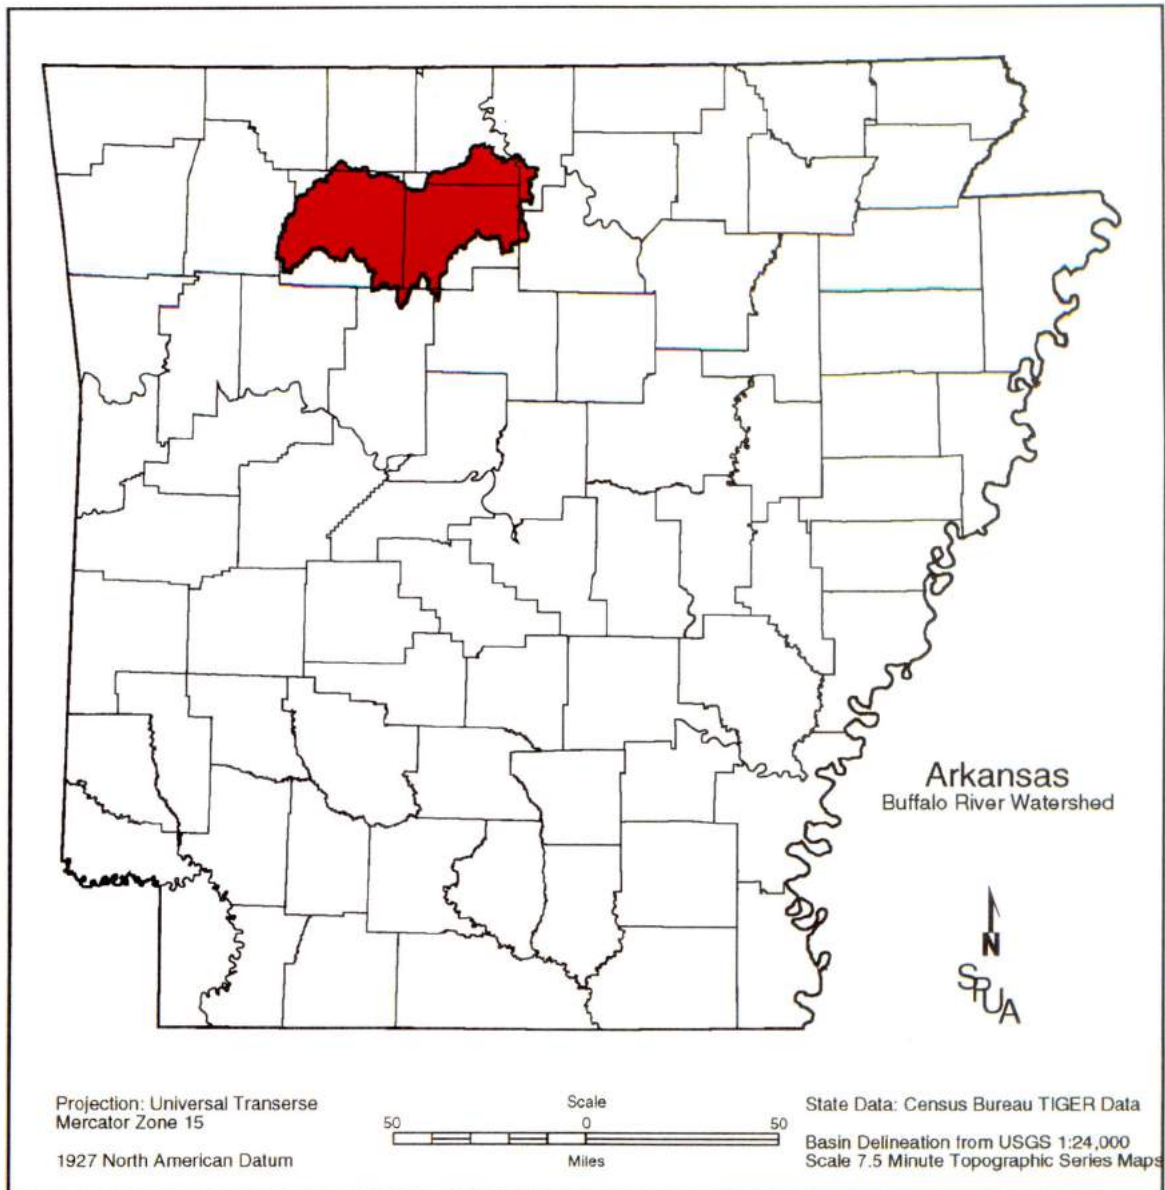 Arkansas
Buffalo River Watershed
N
SPUA
Projection: Universal Transerse
Mercator Zone 15
1927 North American Datum
Scale
50 0 50
Miles
State Data: Census Bureau TIGER Data
Basin Delineation from USGS 1:24,000
Scale 7.5 Minute Topographic Series Maps